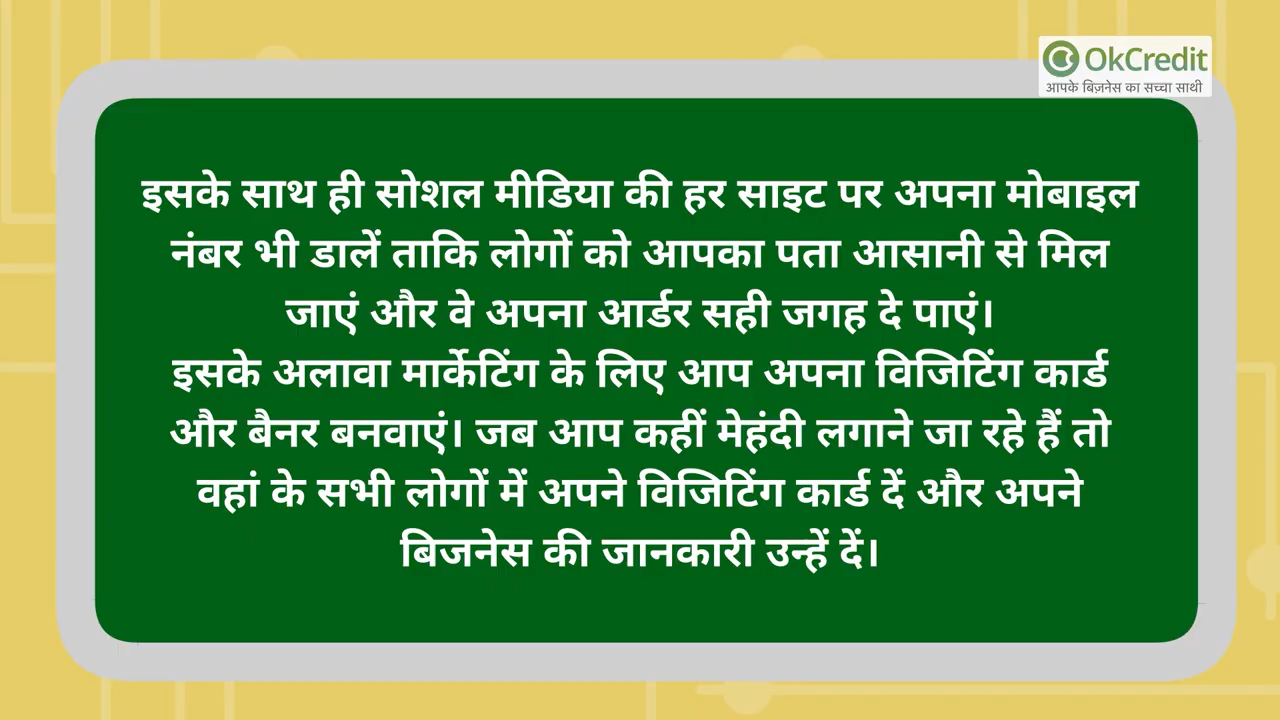 OkCredit
आपके बिज़नेस का सच्चा साथी
इसके साथ ही सोशल मीडिया की हर साइट पर अपना मोबाइल
नंबर भी डालें ताकि लोगों को आपका पता आसानी से मिल
जाएं और वे अपना आर्डर सही जगह दे पाएं।
इसके अलावा मार्केटिंग के लिए आप अपना विजिटिंग कार्ड
और बैनर बनवाएं। जब आप कहीं मेहंदी लगाने जा रहे हैं तो
वहां के सभी लोगों में अपने विजिटिंग कार्ड दें और अपने
बिजनेस की जानकारी उन्हें दें।